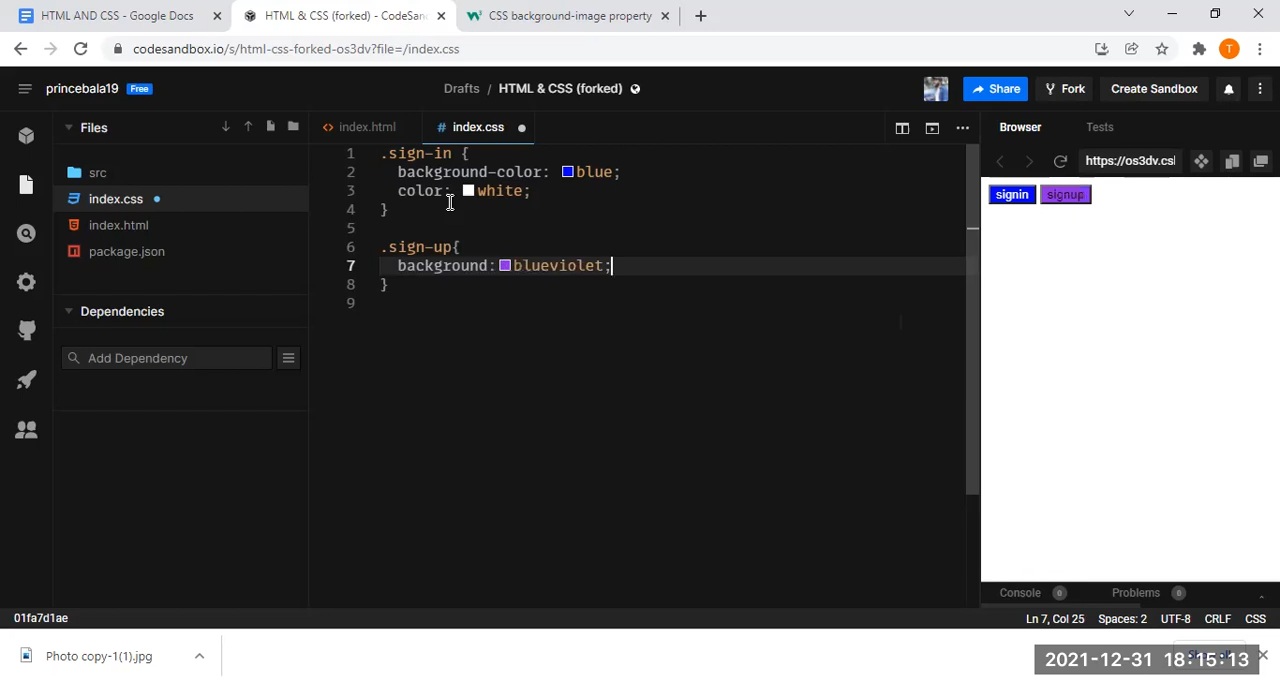 HTML AND CSS - Google Docs
HTML & CSS (forked) - CodeSan
CSS background-image property
codesandbox.io/s/html-css-forked-os3dv?file=/index.css
T
princebala19 Free
Drafts / HTML & CSS (forked)
Share
Fork
Create Sandbox
Files
index.html
# index.css
Browser
Tests
https://os3dv.csl
src
index.css
index.html
package.json
Dependencies
Add Dependency
1 .sign-in {
2 background-color: blue;
3 color: white;
4 }
5
6 .sign-up{
7 background: blueviolet;
8 }
9
signin signup
Console 0 Problems 0
01fa7d1ae
Ln 7, Col 25 Spaces: 2 UTF-8 CRLF CSS
Photo copy-1(1).jpg
2021-12-31 18:15:13